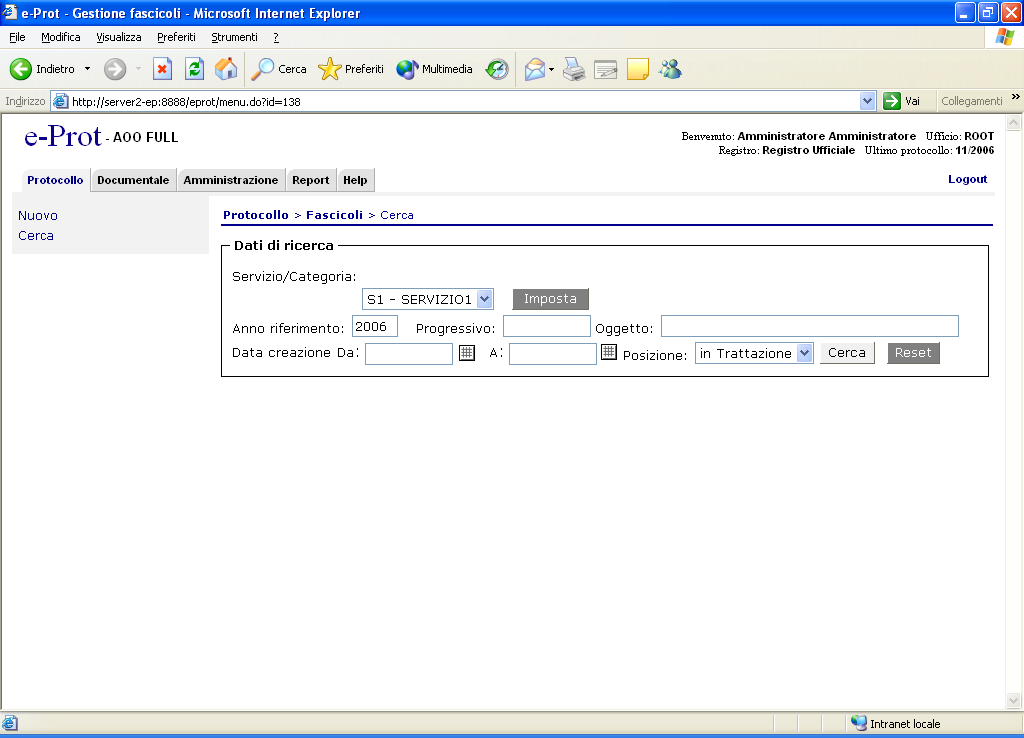 e-Prot - Gestione fascicoli - Microsoft Internet Explorer
File Modifica Visualizza Preferiti Strumenti ?
Indietro Cerca Preferiti Multimedia
Indirizzo http://server2-ep:8888/eprot/menu.do?id=138 Vai Collegamenti »
e-Prot - AOO FULL
Benvenuto: Amministratore Amministratore Ufficio: ROOT
Registro: Registro Ufficiale Ultimo protocollo: 11/2006
Protocollo Documentale Amministrazione Report Help Logout
Nuovo
Cerca
Protocollo > Fascicoli > Cerca
Dati di ricerca
Servizio/Categoria:
S1 - SERVIZIO1 Imposta
Anno riferimento: 2006 Progressivo: Oggetto:
Data creazione Da: A: Posizione: in Trattazione Cerca Reset
Intranet locale